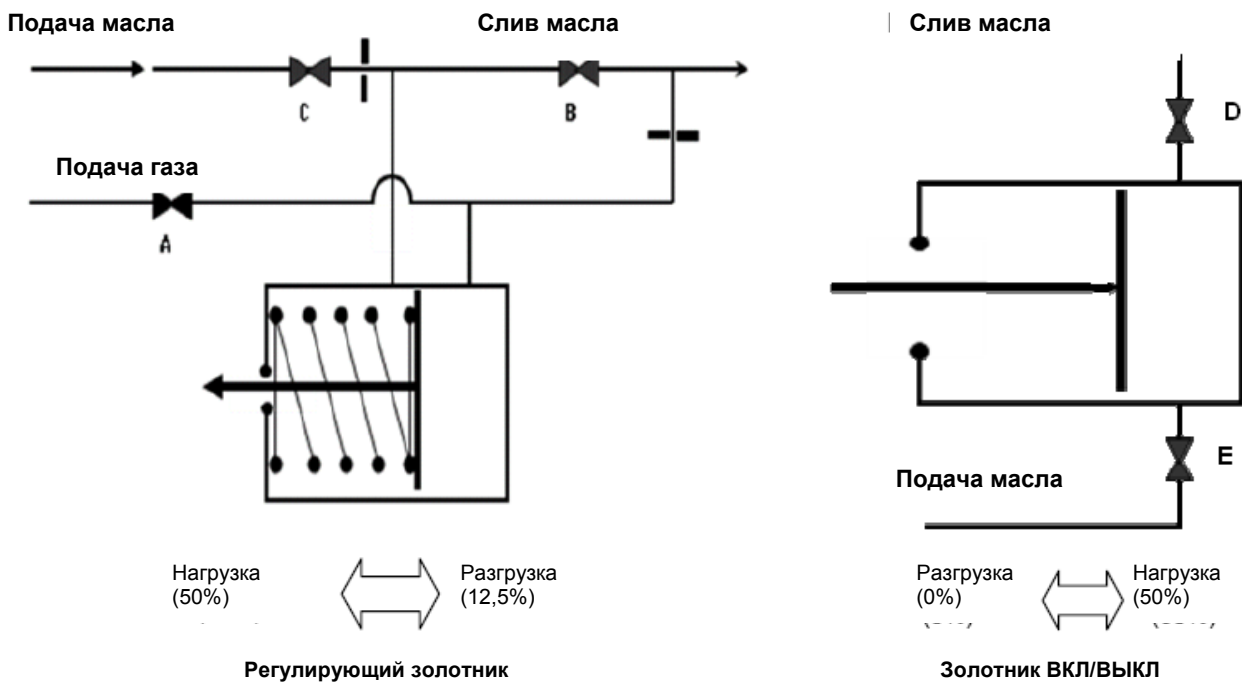 Подача масла
Слив масла
Слив масла
C
B
D
Подача газа
A
E
Подача масла
Нагрузка
(50%)
Разгрузка
(12,5%)
Разгрузка
(0%)
Нагрузка
(50%)
Регулирующий золотник
Золотник ВКЛ/ВЫКЛ